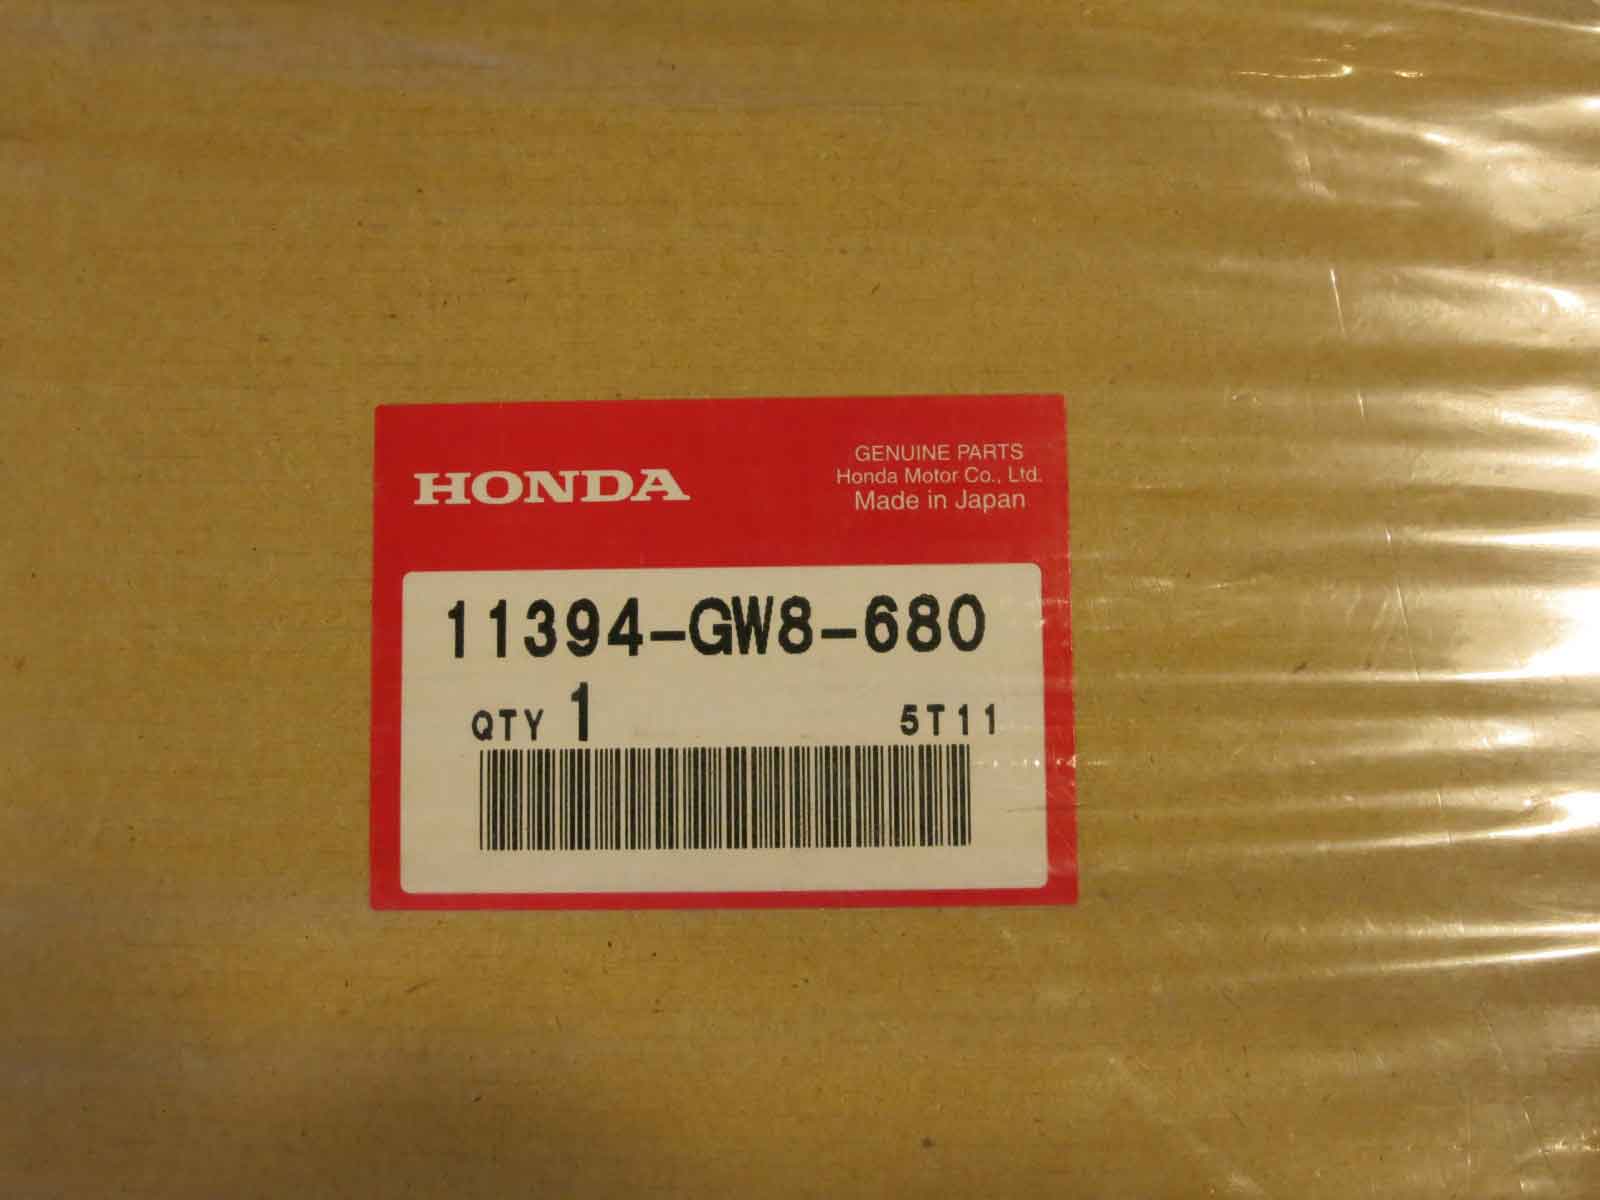 HONDA
GENUINE PARTS
Honda Motor Co., Ltd.
Made in Japan
11394-GW8-680
QTY 1 5T11